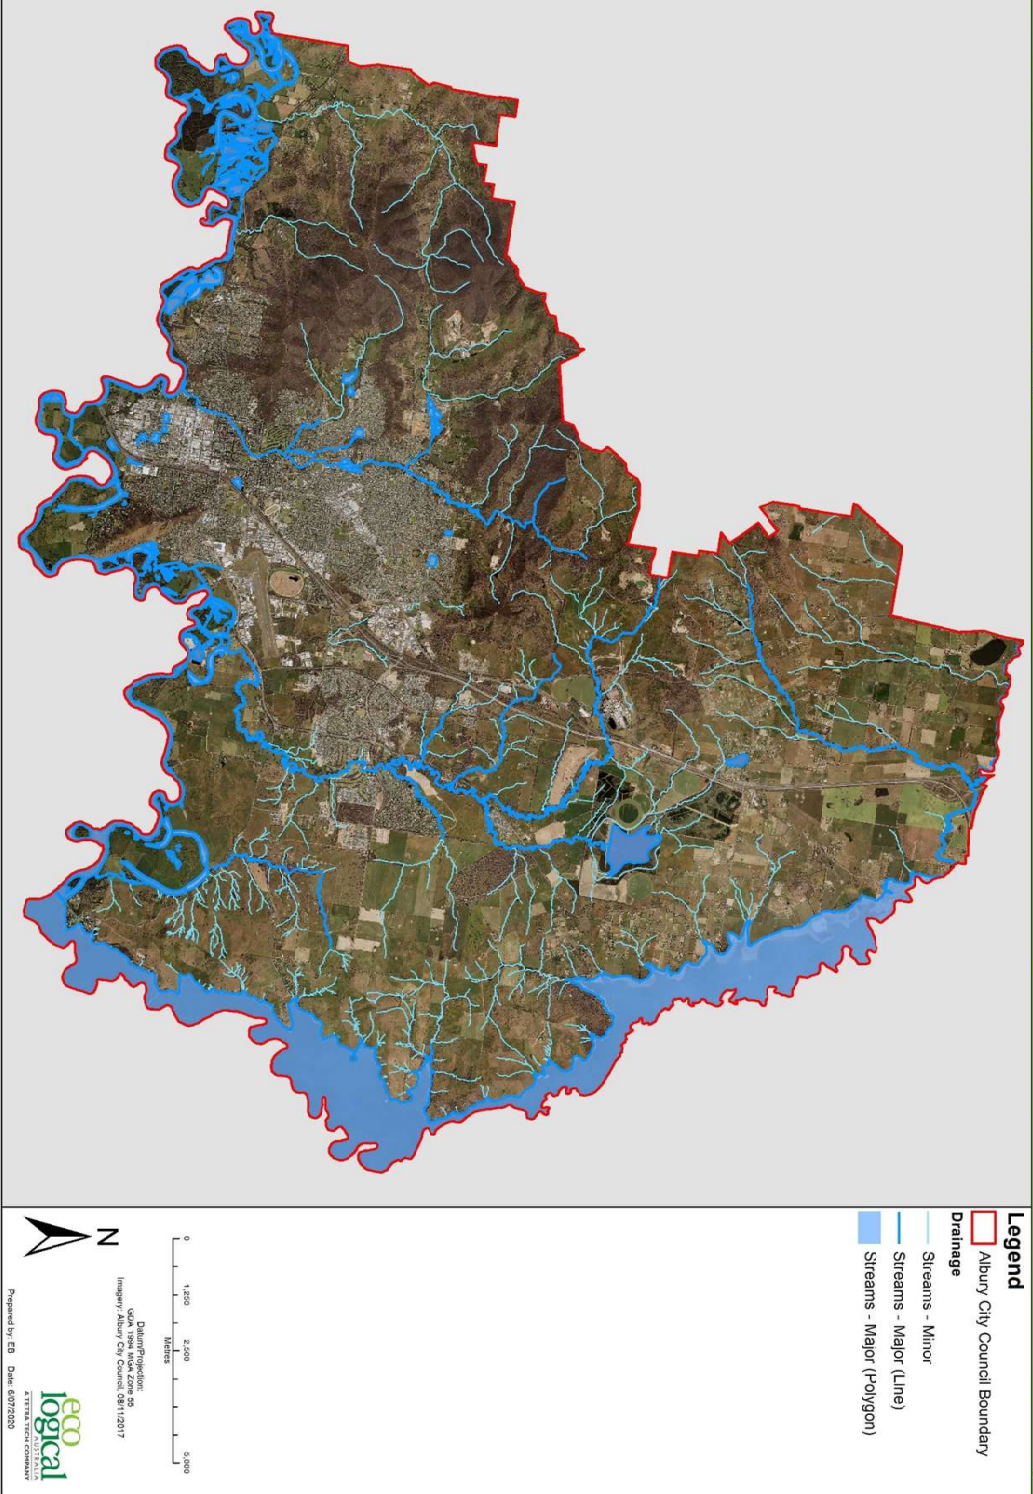 Legend
Albury City Council Boundary
Drainage
Streams - Minor
Streams - Major (Line)
Streams - Major (Polygon)
0 1,250 2,500 5,000
Metres
Datum/Projection:
GDA 1994 MGA Zone 55
Imagery: Albury City Council, 08/11/2017
N
eco
logical
AUSTRALIA
A TETRA TECH COMPANY
Prepared by: EB Date: 6/07/2020